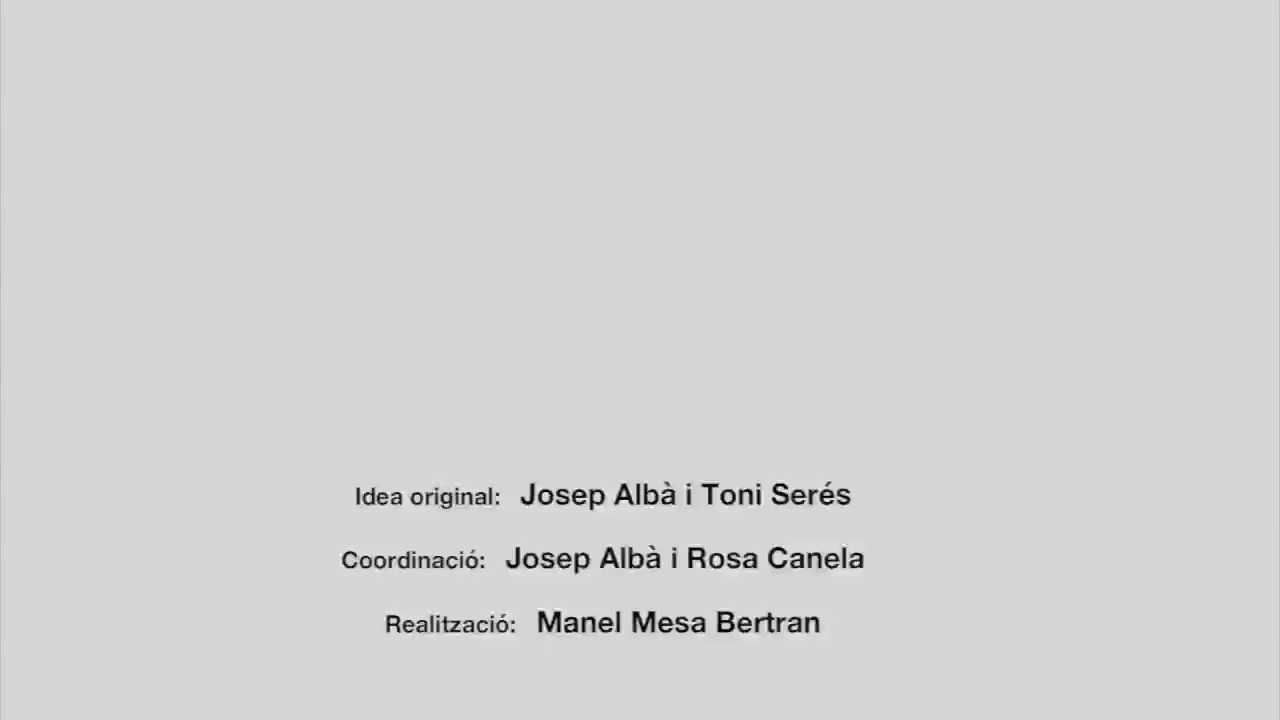 Idea original: Josep Albà i Toni Serés
Coordinació: Josep Albà i Rosa Canela
Realització: Manel Mesa Bertran